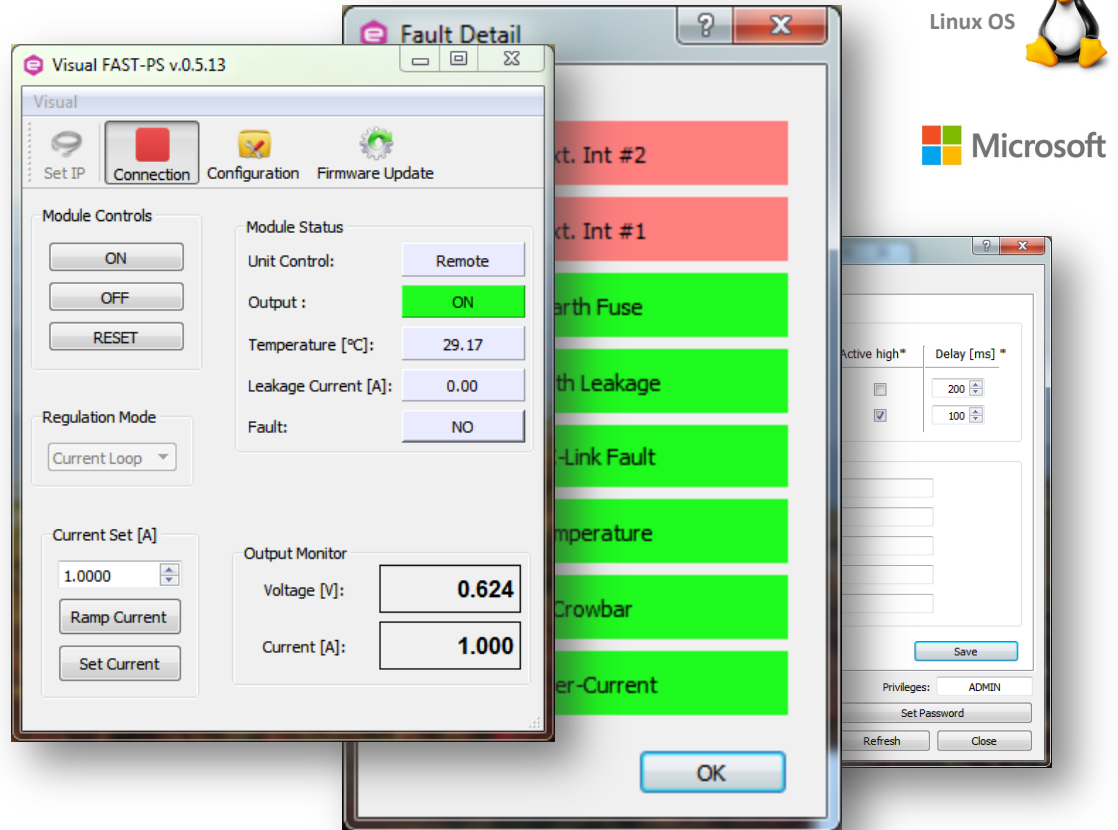 Linux OS
Microsoft
Fault Detail
Visual FAST-PS v.0.5.13
Visual
Set IP
Connection
Configuration
Firmware Update
Module Controls
ON
OFF
RESET
Regulation Mode
Current Loop
Current Set [A]
1.0000
Ramp Current
Set Current
Module Status
Unit Control: Remote
Output : ON
Temperature [ºC]: 29.17
Leakage Current [A]: 0.00
Fault: NO
Output Monitor
Voltage [V]: 0.624
Current [A]: 1.000
xt. Int #2
xt. Int #1
arth Fuse
th Leakage
-Link Fault
mperature
Crowbar
er-Current
OK
Active high* Delay [ms] *
200
100
Save
Privileges: ADMIN
Set Password
Refresh Close